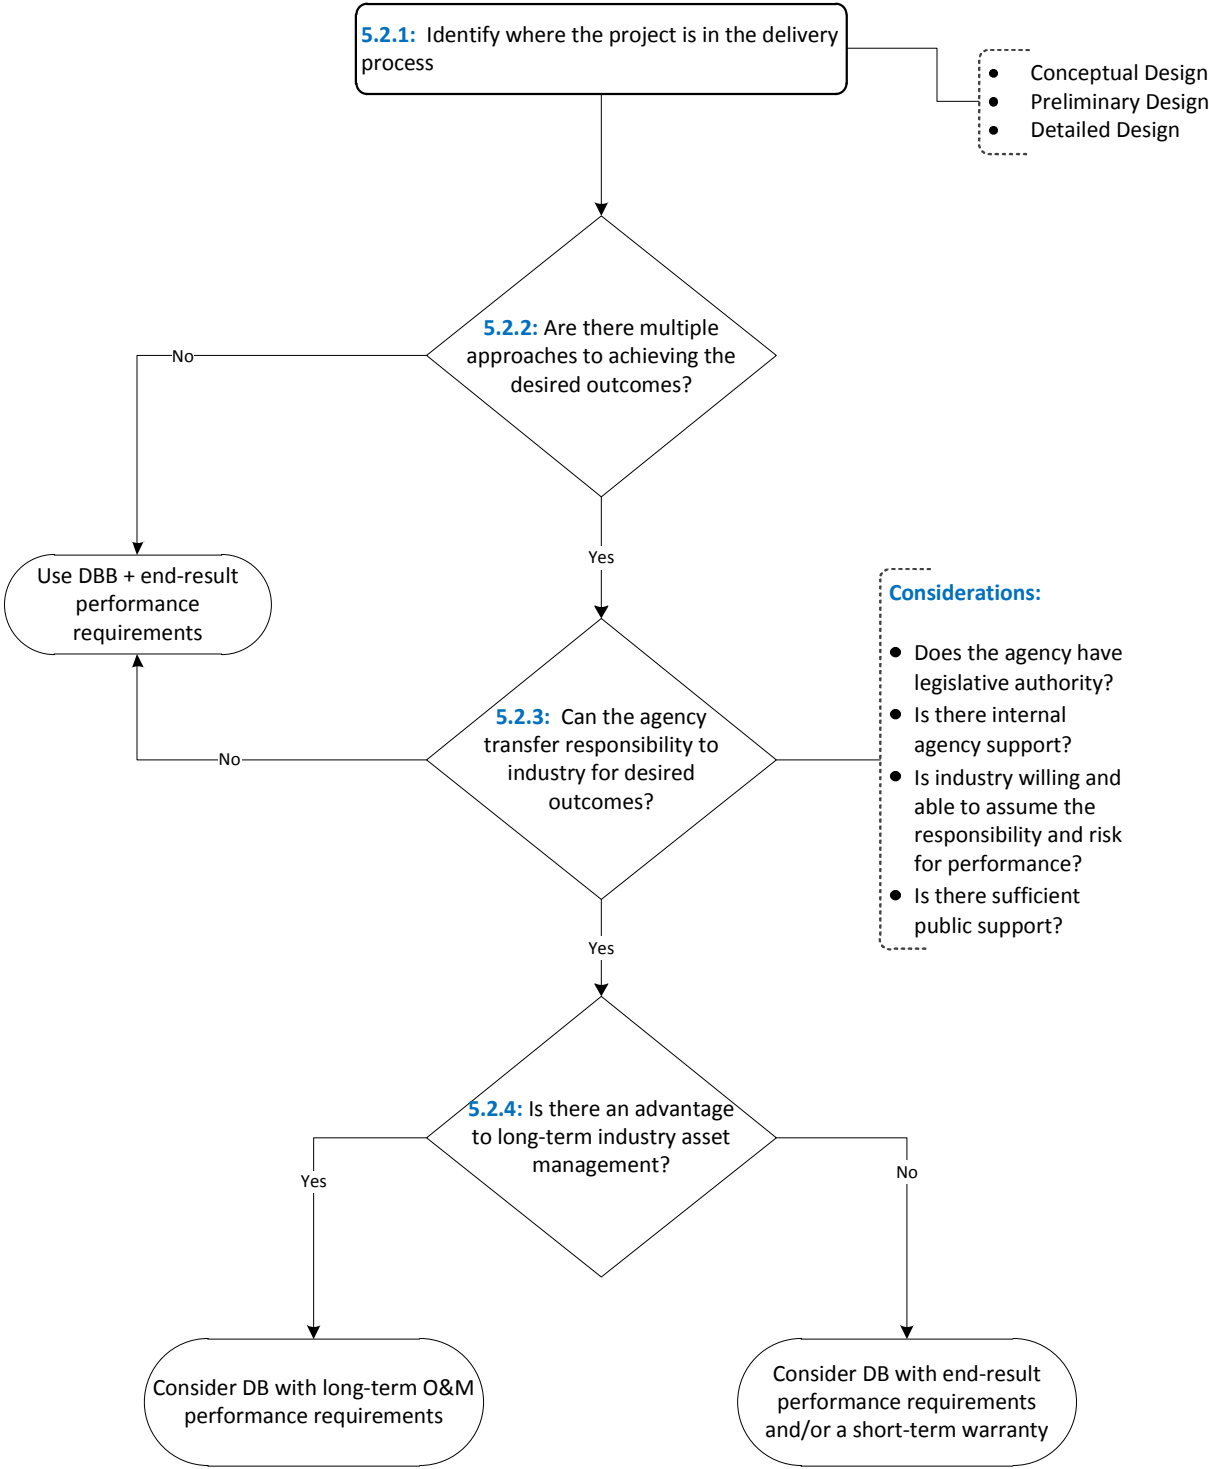 5.2.1: Identify where the project is in the delivery
process
● Conceptual Design
● Preliminary Design
● Detailed Design
5.2.2: Are there multiple
approaches to achieving the
desired outcomes?
No
Yes
Use DBB + end-result
performance
requirements
Considerations:
● Does the agency have
legislative authority?
● Is there internal
agency support?
● Is industry willing and
able to assume the
responsibility and risk
for performance?
● Is there sufficient
public support?
5.2.3: Can the agency
transfer responsibility to
industry for desired
outcomes?
No
Yes
5.2.4: Is there an advantage
to long-term industry asset
management?
Yes
No
Consider DB with long-term O&M
performance requirements
Consider DB with end-result
performance requirements
and/or a short-term warranty